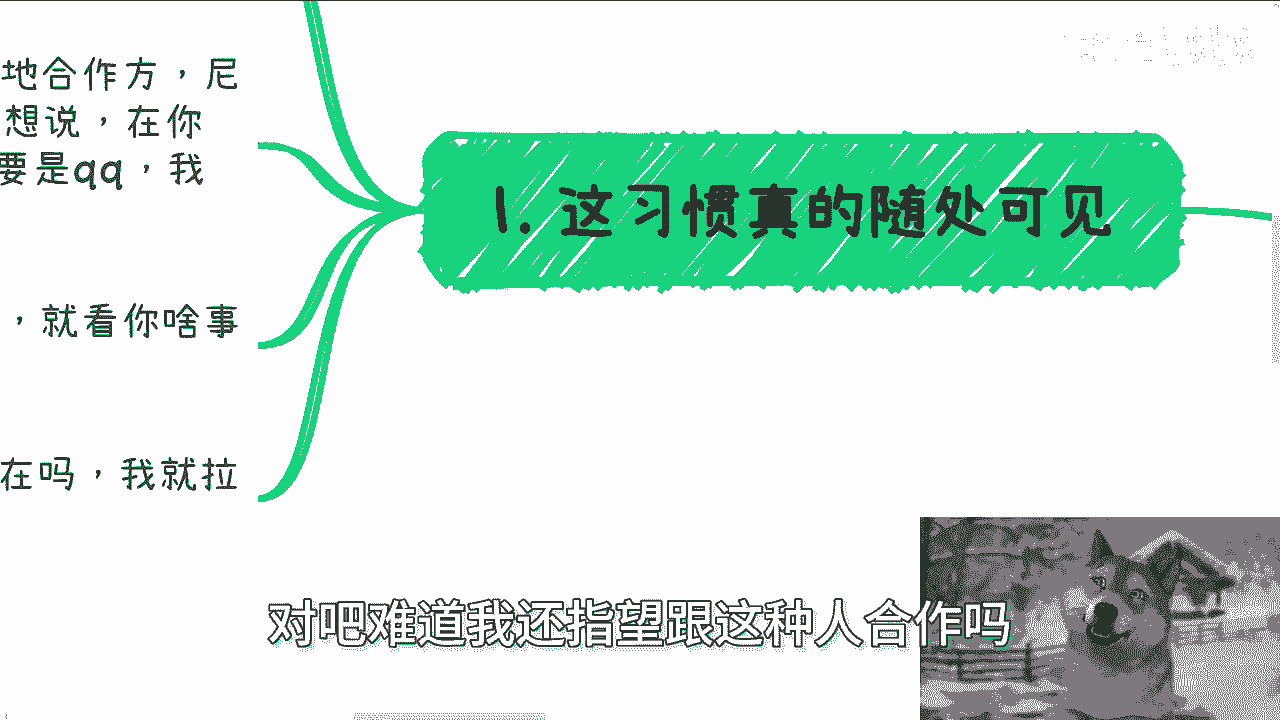 地合作方，尼
想说，在你
要是qq，我
，就看你啥事
在吗，我就拉
1. 这习惯真的随处可见
对吧难道我还指望跟这种人合作吗